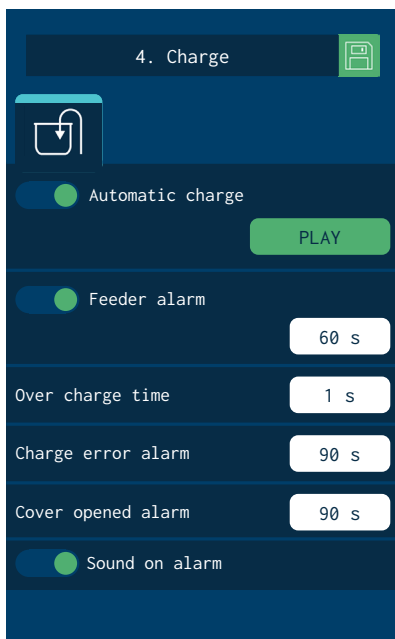 4. Charge
Automatic charge
PLAY
Feeder alarm
60 s
Over charge time
1 s
Charge error alarm
90 s
Cover opened alarm
90 s
Sound on alarm